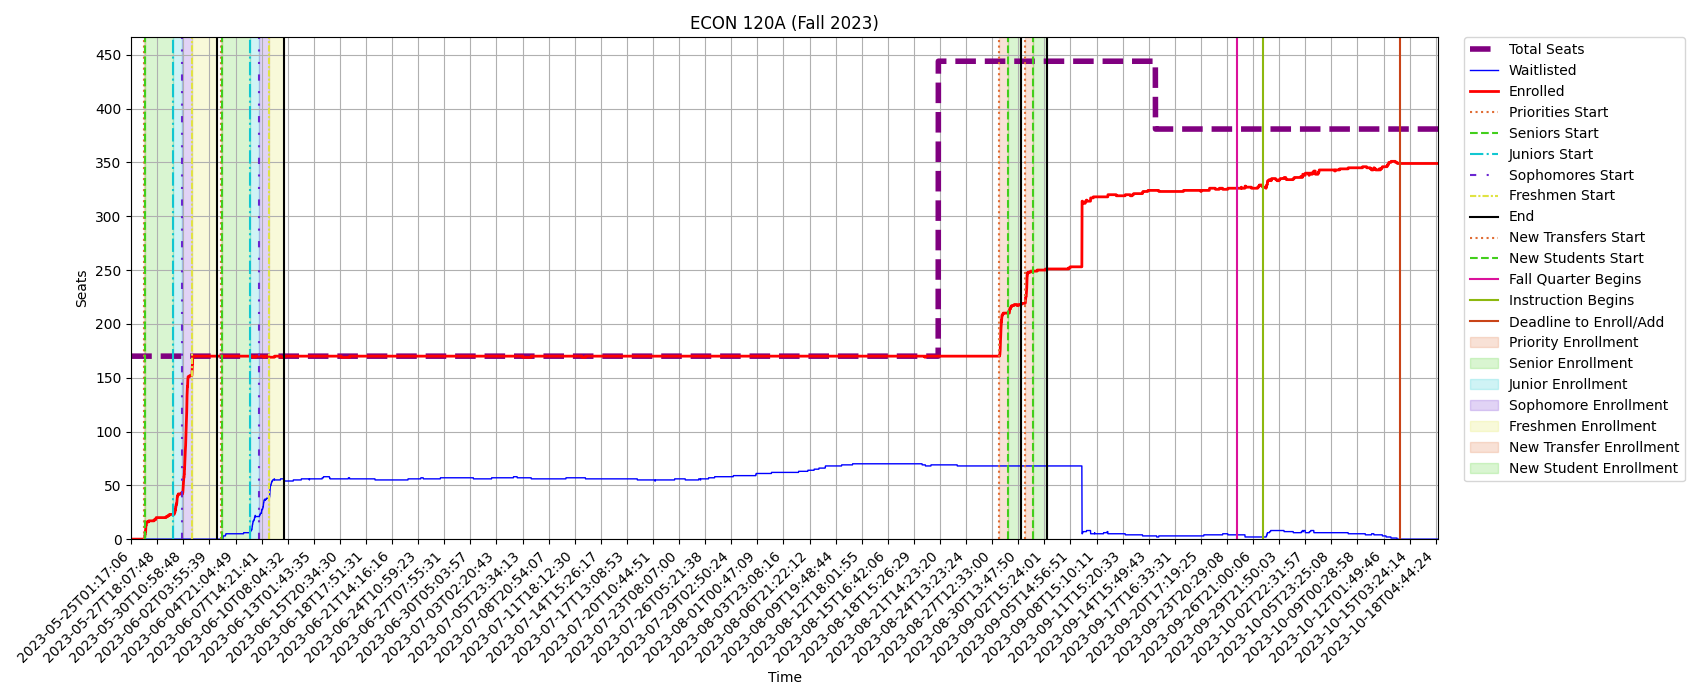 ECON 120A (Fall 2023)
Seats
450
400
350
300
250
200
150
100
50
0
2023-05-25T01:17:06
2023-05-27T18:07:48
2023-05-30T10:58:48
2023-06-02T03:55:39
2023-06-04T21:04:49
2023-06-07T14:21:41
2023-06-10T08:04:32
2023-06-13T01:43:35
2023-06-15T20:34:30
2023-06-18T17:51:31
2023-06-21T14:16:16
2023-06-24T10:59:23
2023-06-27T07:55:31
2023-06-30T05:03:57
2023-07-03T02:20:43
2023-07-05T23:34:13
2023-07-08T20:54:07
2023-07-11T18:12:30
2023-07-14T15:26:17
2023-07-17T13:08:53
2023-07-20T10:44:51
2023-07-23T08:07:00
2023-07-26T05:21:38
2023-07-29T02:50:24
2023-08-01T00:47:09
2023-08-03T23:08:16
2023-08-06T21:22:12
2023-08-09T19:48:44
2023-08-12T18:01:55
2023-08-15T16:42:06
2023-08-18T15:26:29
2023-08-21T14:23:20
2023-08-24T13:23:24
2023-08-27T12:33:00
2023-08-30T13:47:50
2023-09-02T15:24:01
2023-09-05T14:56:51
2023-09-08T15:10:11
2023-09-11T15:20:33
2023-09-14T15:49:43
2023-09-17T16:33:31
2023-09-20T17:19:25
2023-09-23T20:29:08
2023-09-26T21:00:06
2023-09-29T21:50:03
2023-10-02T22:31:57
2023-10-05T23:25:08
2023-10-09T00:28:58
2023-10-12T01:49:46
2023-10-15T03:24:14
2023-10-18T04:44:24
Time
Total Seats
Waitlisted
Enrolled
Priorities Start
Seniors Start
Juniors Start
Sophomores Start
Freshmen Start
End
New Transfers Start
New Students Start
Fall Quarter Begins
Instruction Begins
Deadline to Enroll/Add
Priority Enrollment
Senior Enrollment
Junior Enrollment
Sophomore Enrollment
Freshmen Enrollment
New Transfer Enrollment
New Student Enrollment